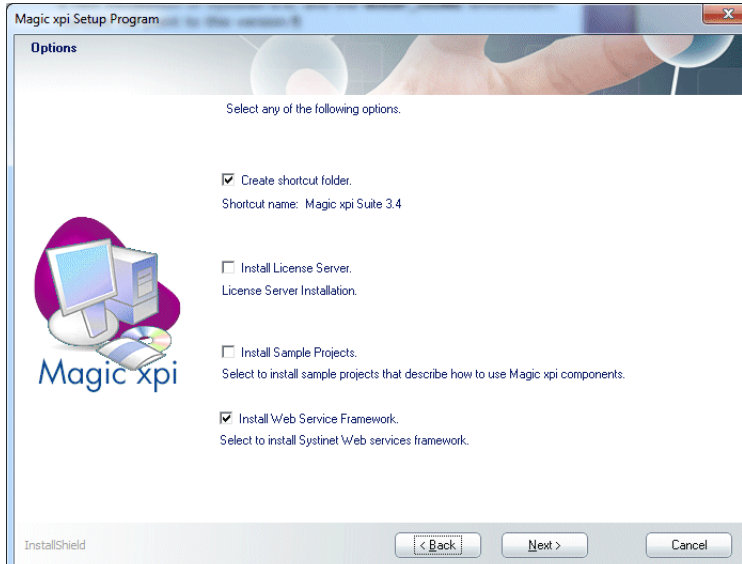 Magic xpi Setup Program
Options
Select any of the following options.
Create shortcut folder.
Shortcut name: Magic xpi Suite 3.4
Install License Server.
License Server Installation.
Install Sample Projects.
Select to install sample projects that describe how to use Magic xpi components.
Install Web Service Framework.
Select to install Systinet Web services framework.
Magic xpi
InstallShield
< Back
Next >
Cancel